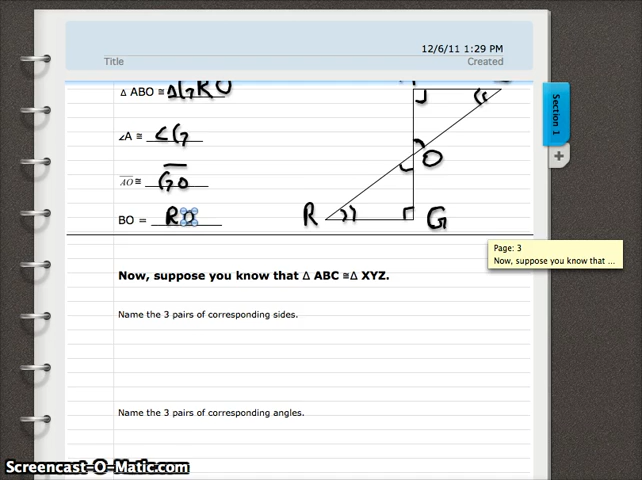 12/6/11 1:29 PM
Title Created
Δ ABO ≅ ΔGRO
∠A ≅ ∠G
AO ≅ GO
O
BO = RO
R G
Section 1
+
Page: 3
Now, suppose you know that ...
Now, suppose you know that Δ ABC ≅Δ XYZ.
Name the 3 pairs of corresponding sides.
Name the 3 pairs of corresponding angles.
Screencast-O-Matic.com